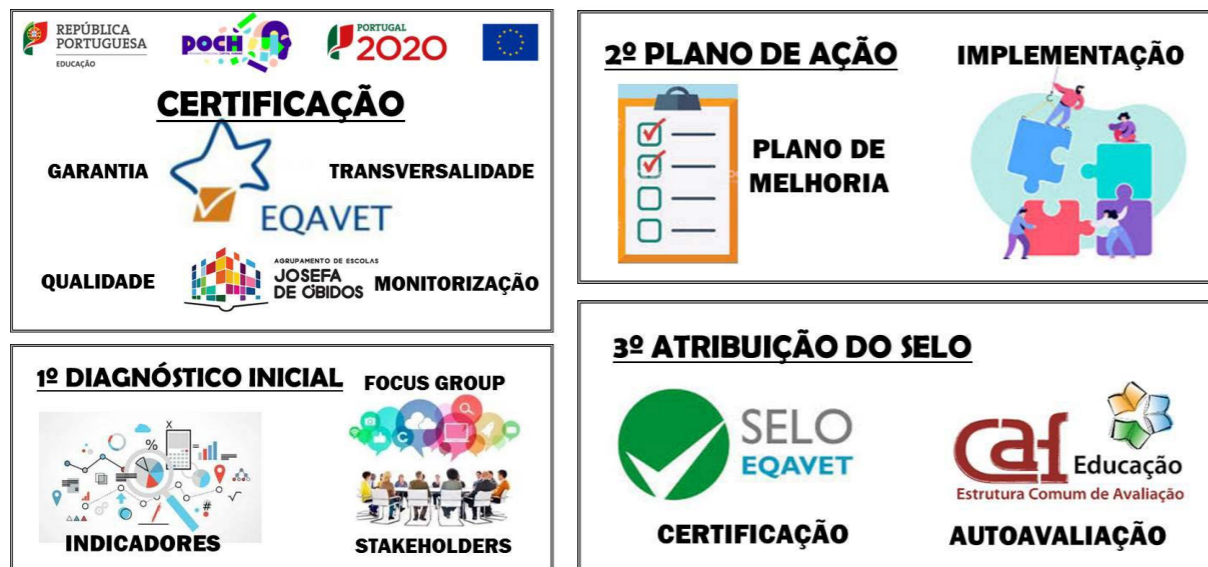 REPÚBLICA
PORTUGUESA
EDUCAÇÃO
POCH
PORTUGAL
2020
CERTIFICAÇÃO
GARANTIA
TRANSVERSALIDADE
EQAVET
QUALIDADE
AGRUPAMENTO DE ESCOLAS
JOSEFA
DE ÓBIDOS
MONITORIZAÇÃO
1º DIAGNÓSTICO INICIAL
FOCUS GROUP
INDICADORES
STAKEHOLDERS
2º PLANO DE AÇÃO
IMPLEMENTAÇÃO
PLANO DE
MELHORIA
3º ATRIBUIÇÃO DO SELO
SELO
EQAVET
caf
Educação
Estrutura Comum de Avaliação
CERTIFICAÇÃO
AUTOAVALIAÇÃO